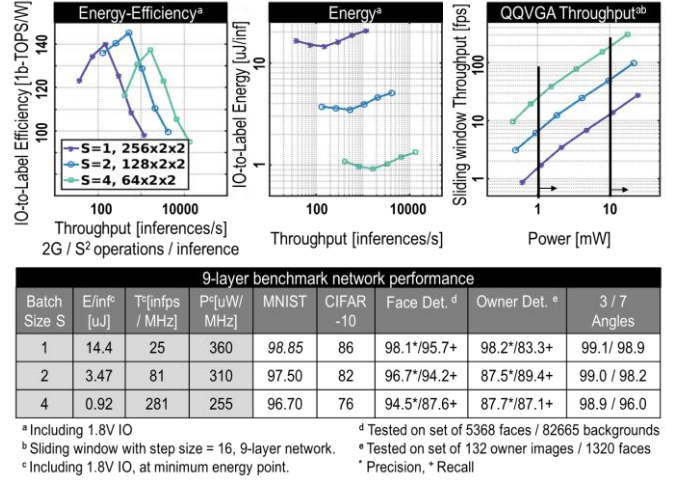 Energy-Efficiencyᵃ
IO-to-Label Efficiency [1b-TOPS/W]
140
120
100
S=1, 256x2x2
S=2, 128x2x2
S=4, 64x2x2
100 10000
Throughput [inferences/s]
2G / S² operations / inference
Energyᵃ
IO-to-Label Energy [uJ/inf]
10
1
100 10000
Throughput [inferences/s]
QQVGA Throughputᵃᵇ
Sliding window Throughput [fps]
100
10
1
1 10
Power [mW]
9-layer benchmark network performance
Batch Size S E/infᶜ [uJ] Tᶜ[infps / MHz] Pᶜ[uW/ MHz] MNIST CIFAR -10 Face Det. ᵈ Owner Det. ᵉ 3 / 7 Angles
1 14.4 25 360 98.85 86 98.1*/95.7+ 98.2*/83.3+ 99.1/ 98.9
2 3.47 81 310 97.50 82 96.7*/94.2+ 87.5*/89.4+ 99.0 / 98.2
4 0.92 281 255 96.70 76 94.5*/87.6+ 87.7*/87.1+ 98.9 / 96.0
ᵃ Including 1.8V IO
ᵇ Sliding window with step size = 16, 9-layer network.
ᶜ Including 1.8V IO, at minimum energy point.
ᵈ Tested on set of 5368 faces / 82665 backgrounds
ᵉ Tested on set of 132 owner images / 1320 faces
* Precision, ⁺ Recall